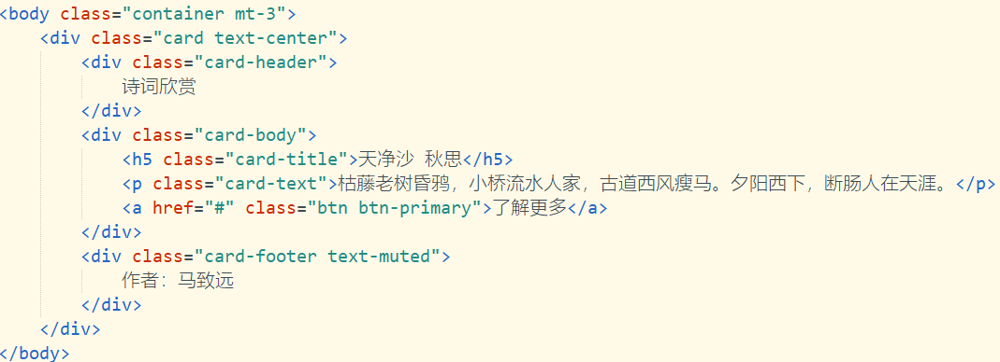 <body class="container mt-3">
    <div class="card text-center">
        <div class="card-header">
            诗词欣赏
        </div>
        <div class="card-body">
            <h5 class="card-title">天净沙 秋思</h5>
            <p class="card-text">枯藤老树昏鸦，小桥流水人家，古道西风瘦马。夕阳西下，断肠人在天涯。</p>
            <a href="#" class="btn btn-primary">了解更多</a>
        </div>
        <div class="card-footer text-muted">
            作者：马致远
        </div>
    </div>
</body>